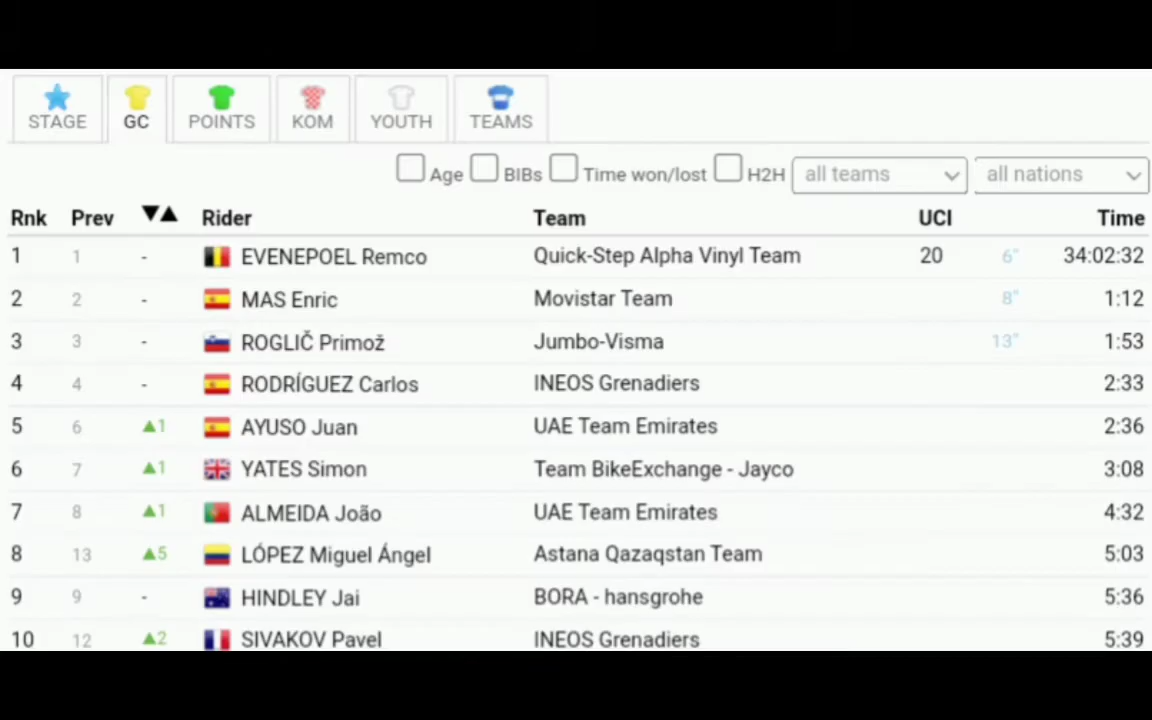 STAGE GC POINTS KOM YOUTH TEAMS
Age BIBs Time won/lost H2H all teams all nations
Rnk Prev ▼▲ Rider Team UCI Time
1 1 - EVENEPOEL Remco Quick-Step Alpha Vinyl Team 20 6" 34:02:32
2 2 - MAS Enric Movistar Team 8" 1:12
3 3 - ROGLIČ Primož Jumbo-Visma 13" 1:53
4 4 - RODRÍGUEZ Carlos INEOS Grenadiers 2:33
5 6 ▲1 AYUSO Juan UAE Team Emirates 2:36
6 7 ▲1 YATES Simon Team BikeExchange - Jayco 3:08
7 8 ▲1 ALMEIDA João UAE Team Emirates 4:32
8 13 ▲5 LÓPEZ Miguel Ángel Astana Qazaqstan Team 5:03
9 9 - HINDLEY Jai BORA - hansgrohe 5:36
10 12 ▲2 SIVAKOV Pavel INEOS Grenadiers 5:39